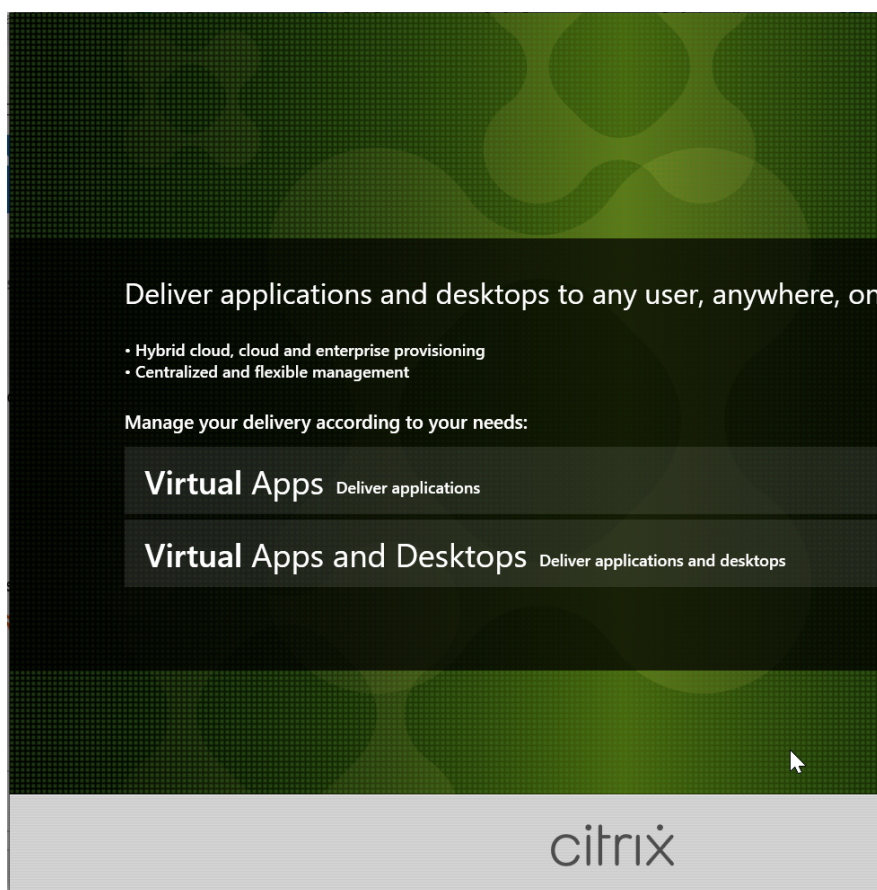 Deliver applications and desktops to any user, anywhere, on
• Hybrid cloud, cloud and enterprise provisioning
• Centralized and flexible management
Manage your delivery according to your needs:
Virtual Apps Deliver applications
Virtual Apps and Desktops Deliver applications and desktops
citrix